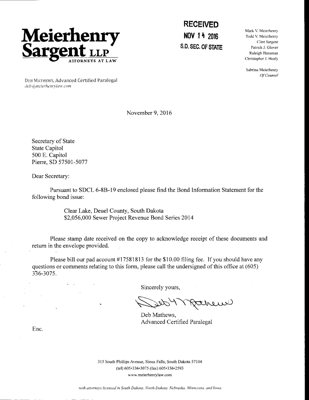 Meierhenry
Sargent LLP
ATTORNEYS AT LAW
RECEIVED
NOV 14 2016
S.D. SEC. OF STATE
Mark V. Meierhenry
Todd V. Meierhenry
Clint Sargent
Patrick J. Glover
Raleigh Hansman
Christopher J. Healy
Sabrina Meierhenry
Of Counsel
Deb Mathews, Advanced Certified Paralegal
deb@meierhenrylaw.com
November 9, 2016
Secretary of State
State Capitol
500 E. Capitol
Pierre, SD 57501-5077
Dear Secretary:
Pursuant to SDCL 6-8B-19 enclosed please find the Bond Information Statement for the
following bond issue:
Clear Lake, Deuel County, South Dakota
$2,056,000 Sewer Project Revenue Bond Series 2014
Please stamp date received on the copy to acknowledge receipt of these documents and
return in the envelope provided.
Please bill our pad account #17581813 for the $10.00 filing fee. If you should have any
questions or comments relating to this form, please call the undersigned of this office at (605)
336-3075.
Sincerely yours,
Deb Mathews
Deb Mathews,
Advanced Certified Paralegal
Enc.
315 South Phillips Avenue, Sioux Falls, South Dakota 57104
(tel) 605•336-3075 (fax) 605•336-2593
www.meierhenrylaw.com
with attorneys licensed in South Dakota, North Dakota, Nebraska, Minnesota, and Iowa